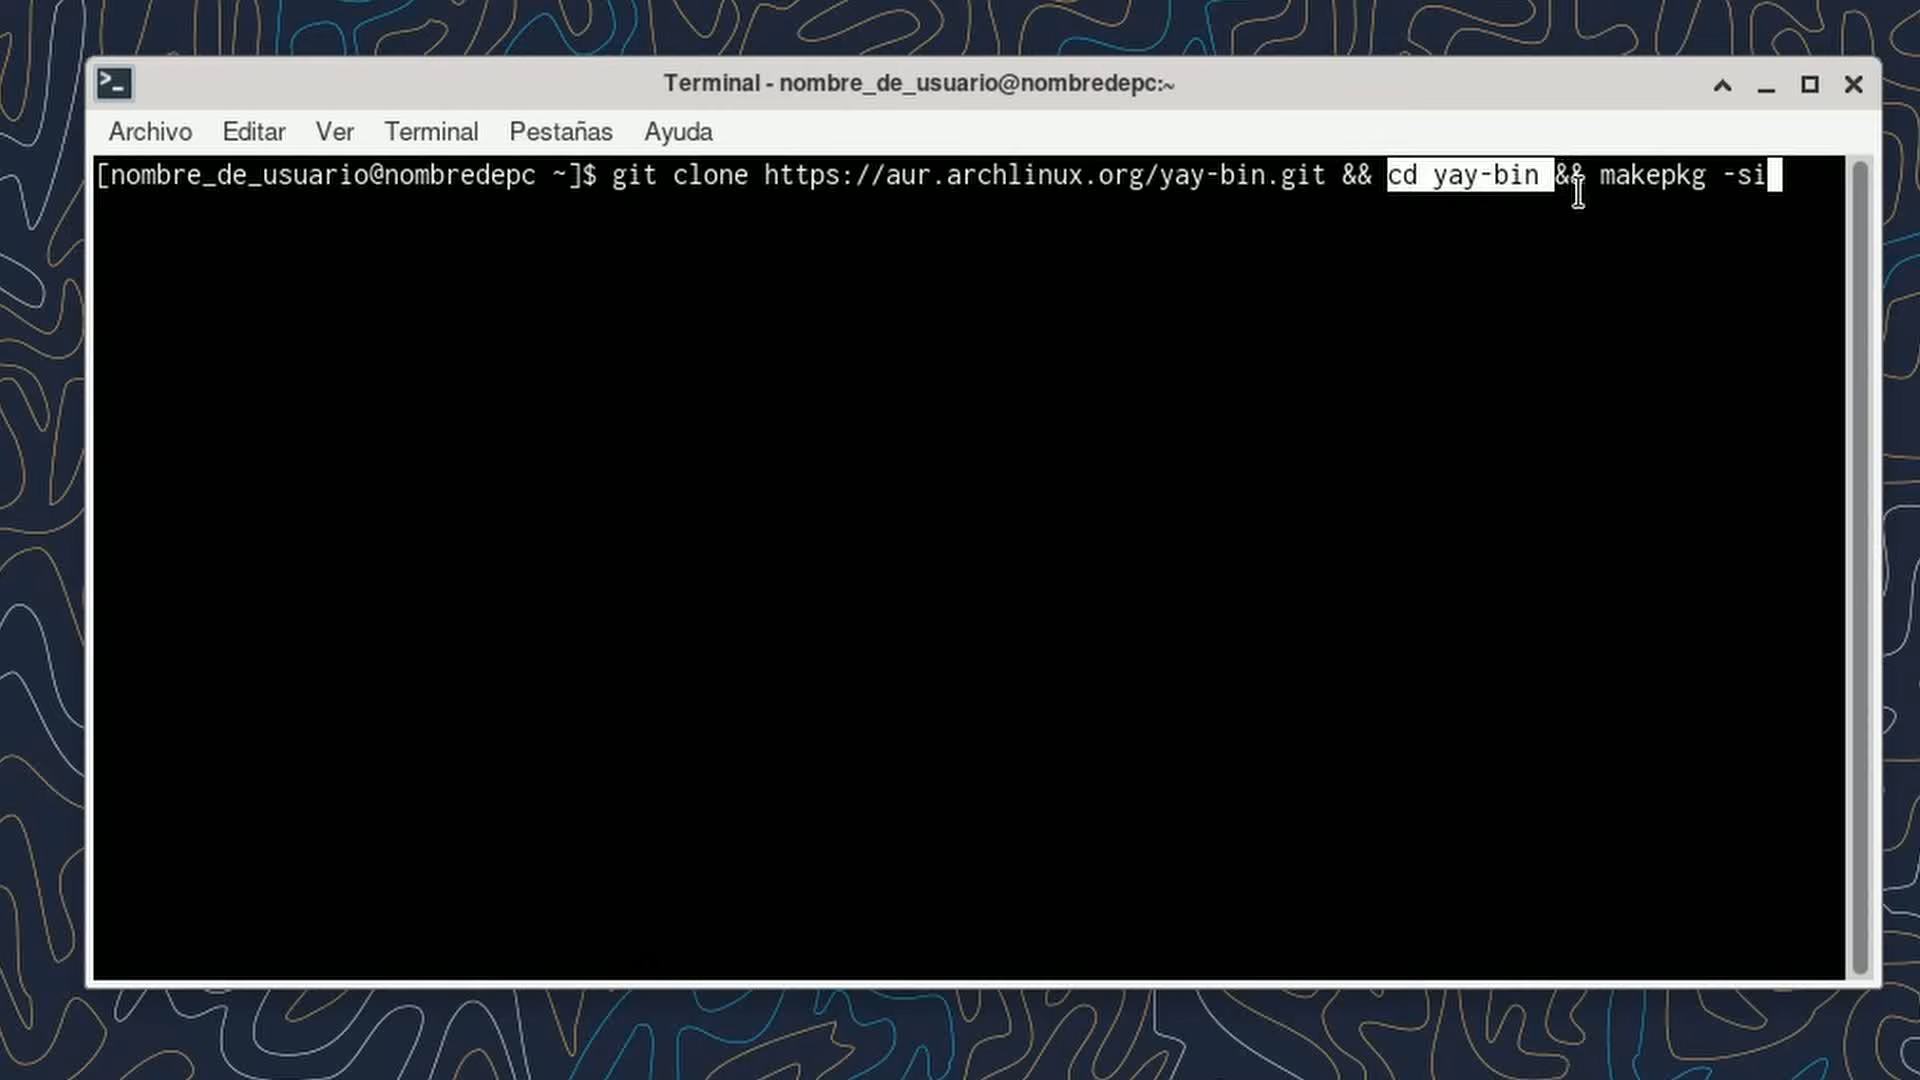 Terminal - nombre_de_usuario@nombredepc:~
Archivo Editar Ver Terminal Pestañas Ayuda
[nombre_de_usuario@nombredepc ~]$ git clone https://aur.archlinux.org/yay-bin.git && cd yay-bin && makepkg -si